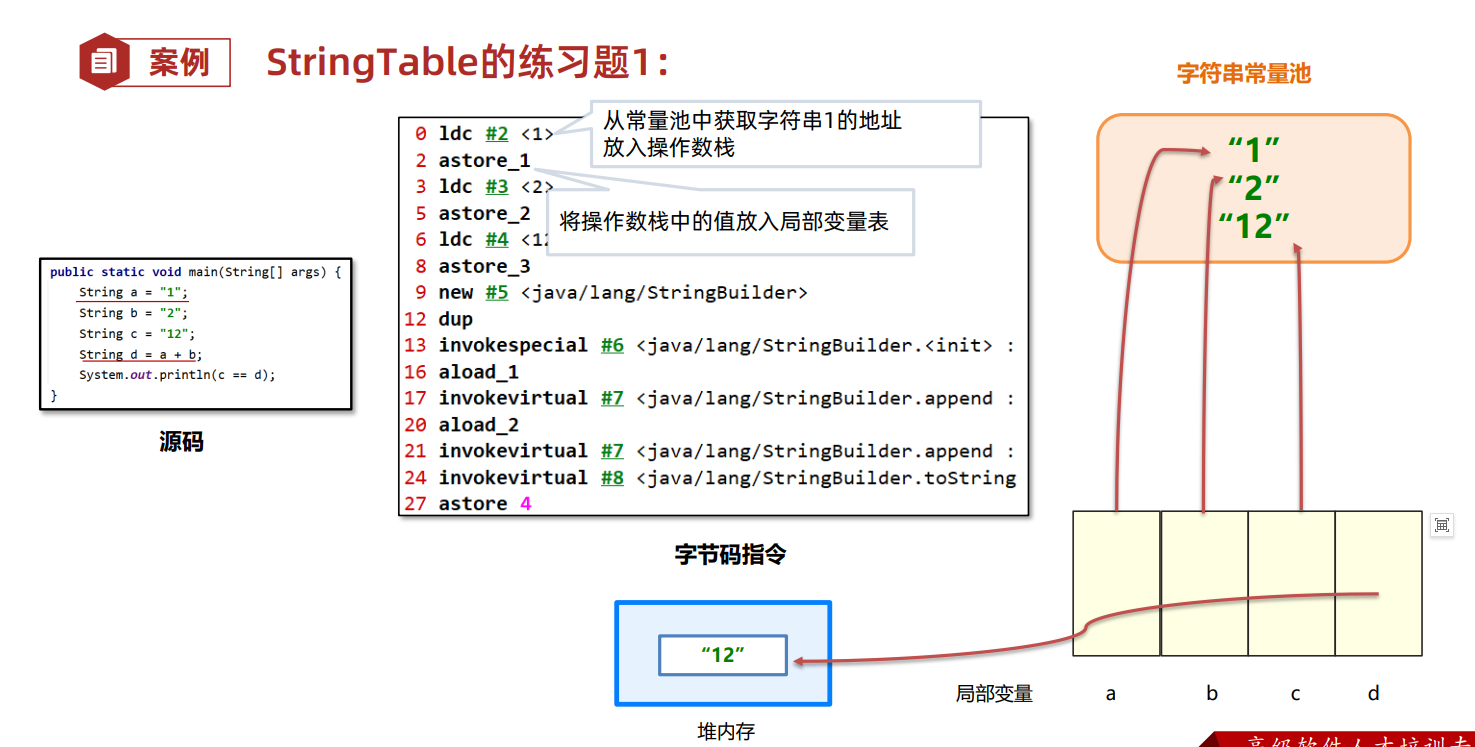 案例
StringTable的练习题1：
字符串常量池
“1”
“2”
“12”
从常量池中获取字符串1的地址
放入操作数栈
将操作数栈中的值放入局部变量表
0 ldc #2 <1>
2 astore_1
3 ldc #3 <2>
5 astore_2
6 ldc #4 <12
8 astore_3
9 new #5 <java/lang/StringBuilder>
12 dup
13 invokespecial #6 <java/lang/StringBuilder.<init> :
16 aload_1
17 invokevirtual #7 <java/lang/StringBuilder.append :
20 aload_2
21 invokevirtual #7 <java/lang/StringBuilder.append :
24 invokevirtual #8 <java/lang/StringBuilder.toString
27 astore 4
字节码指令
public static void main(String[] args) {
String a = "1";
String b = "2";
String c = "12";
String d = a + b;
System.out.println(c == d);
}
源码
“12”
堆内存
局部变量 a b c d